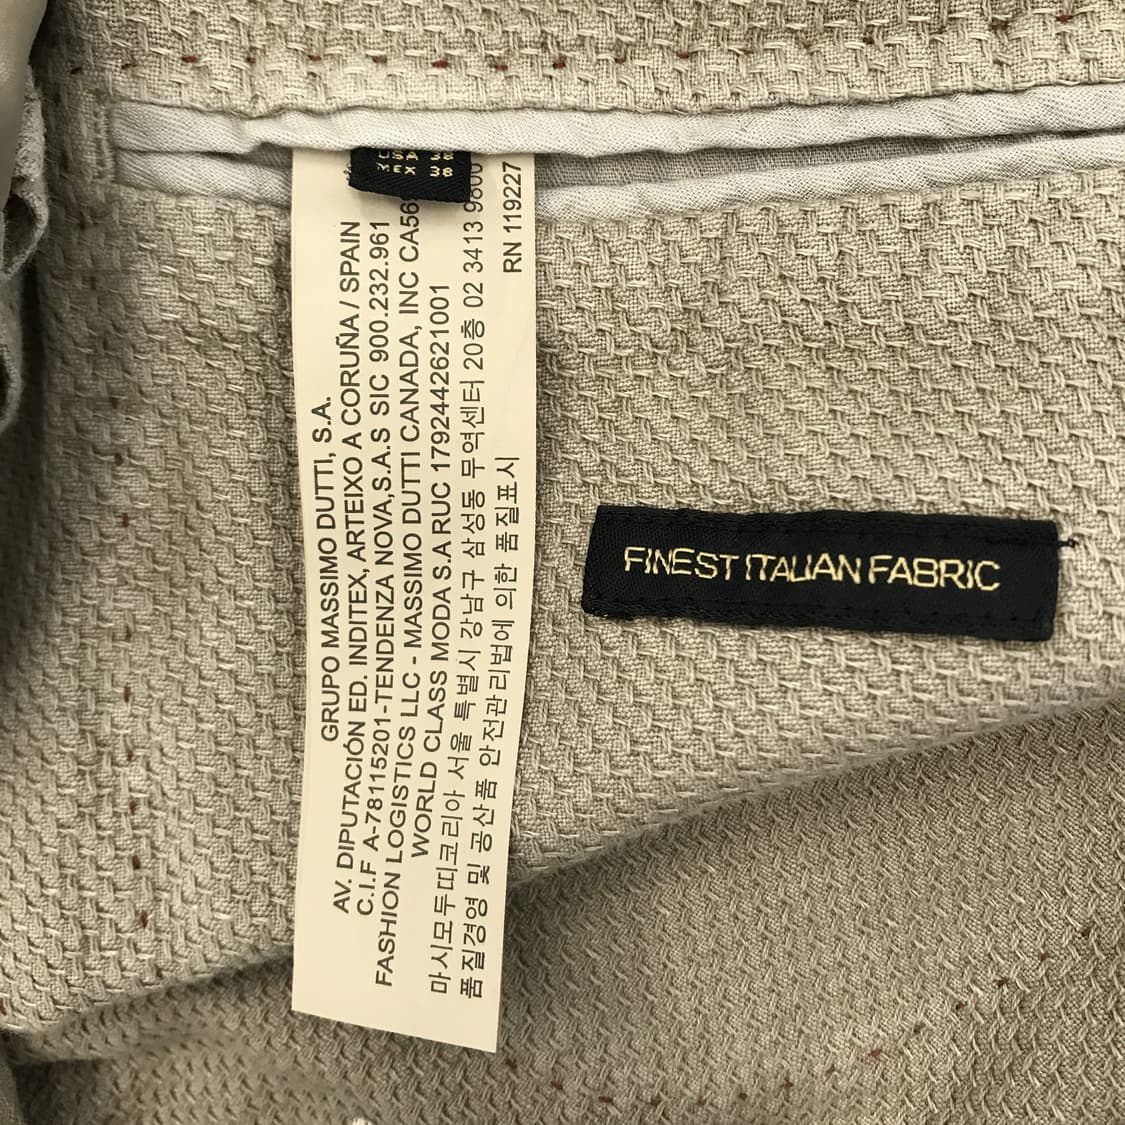 GRUPO MASSIMO DUTTI, S.A.
AV. DIPUTACIÓN ED. INDITEX, ARTEIXO A CORUÑA / SPAIN
C.I.F A-78115201-TENDENZA NOVA,S.A.S SIC 900.232.961
FASHION LOGISTICS LLC - MASSIMO DUTTI CANADA, INC
WORLD CLASS MODA S.A RUC 1792442621001
마시모두띠코리아 서울 특별시 강남구 삼성동 무역센터 20층 02 3413 9800
품질경영 및 공산품 안전관리법에 의한 품질표시
RN 119227
FINEST ITALIAN FABRIC